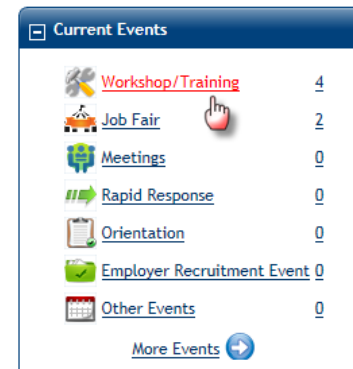 Current Events
Workshop/Training 4
Job Fair 2
Meetings 0
Rapid Response 0
Orientation 0
Employer Recruitment Event 0
Other Events 0
More Events